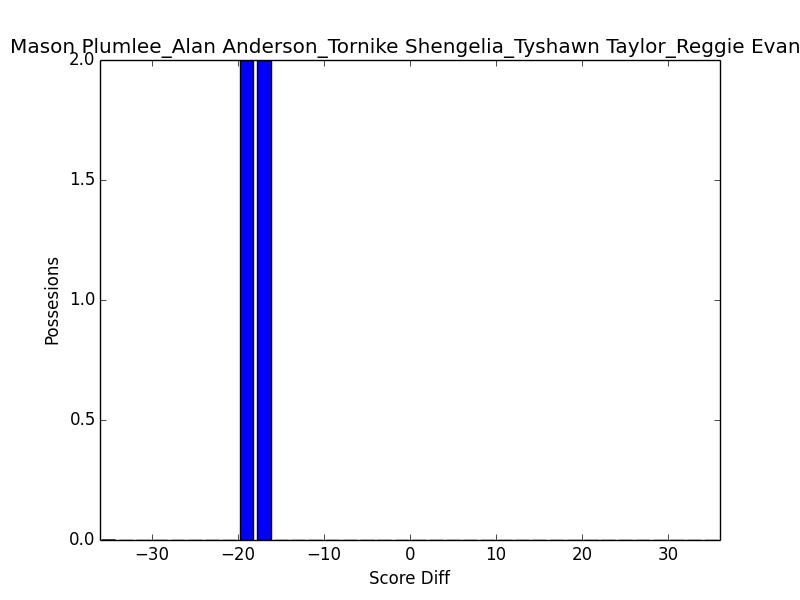 Mason Plumlee_Alan Anderson_Tornike Shengelia_Tyshawn Taylor_Reggie Evan
2.0
1.5
1.0
0.5
0.0
Possesions
−30 −20 −10 0 10 20 30
Score Diff